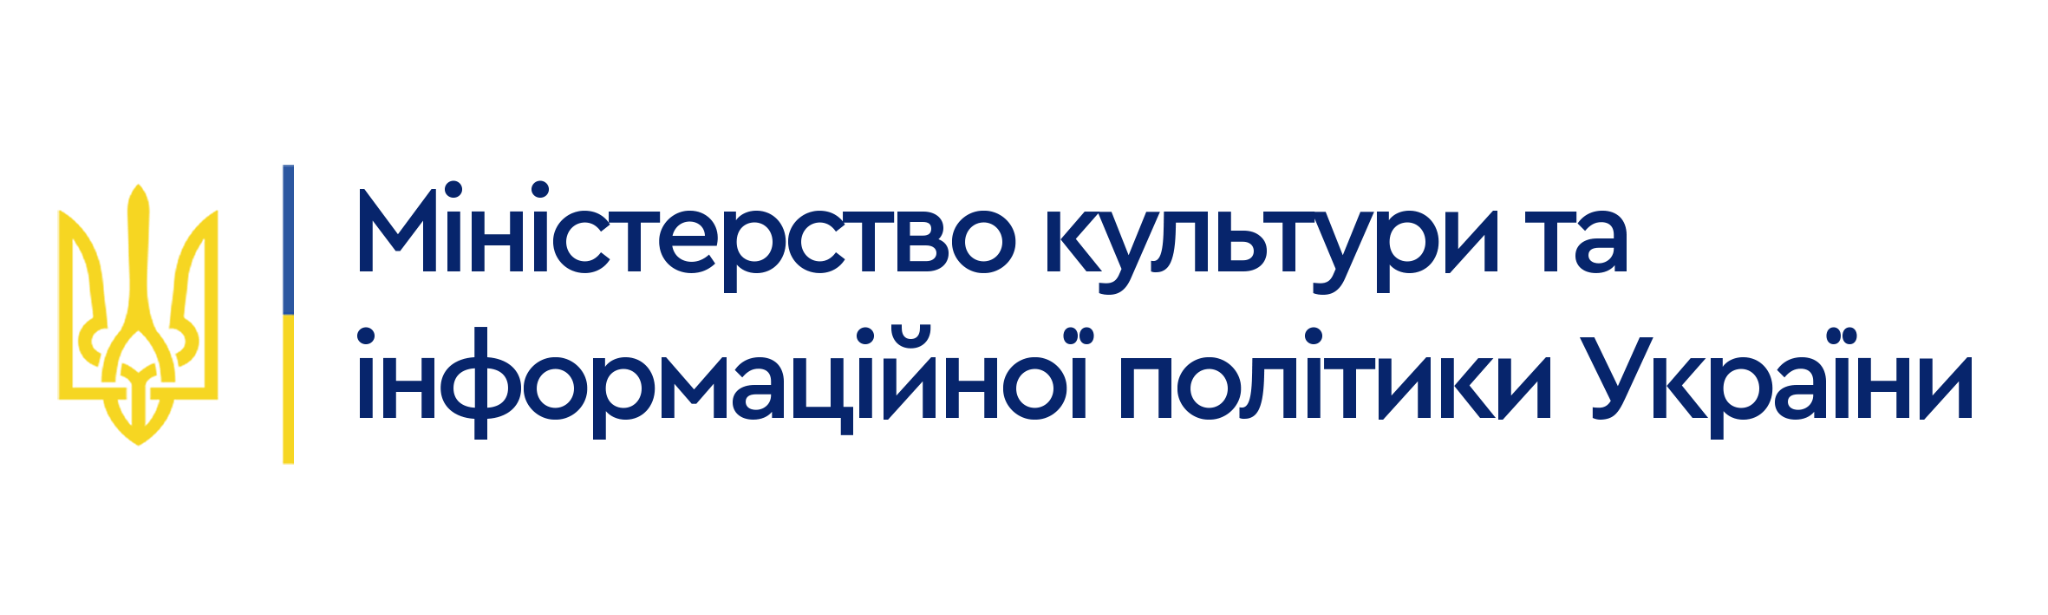 Міністерство культури та
інформаційної політики України